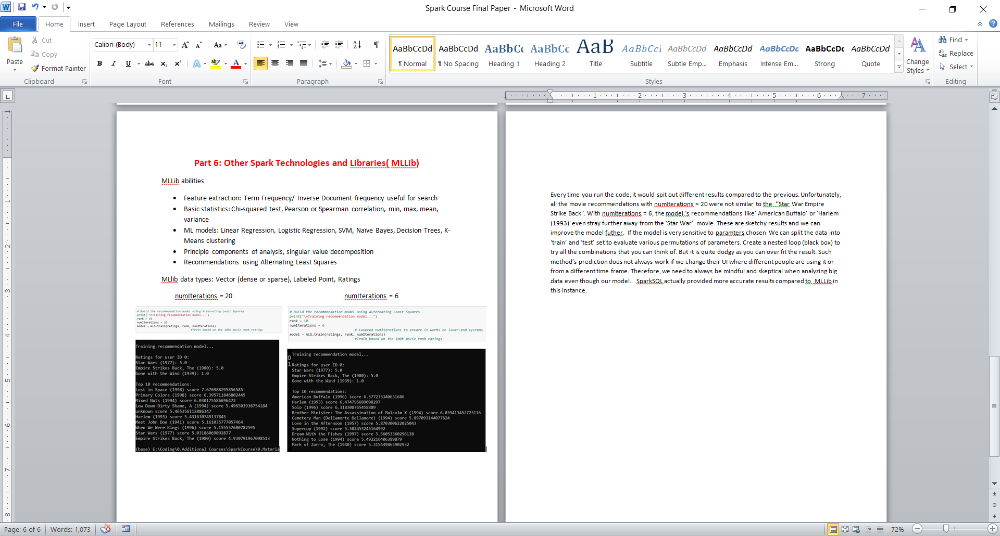 Spark Course Final Paper - Microsoft Word
File Home Insert Page Layout References Mailings Review View
Paste
Cut
Copy
Format Painter
Clipboard
Calibri (Body) 11
Font
Paragraph
AaBbCcDd AaBbCcDd AaBbCc AaBbCc AaB AaBbCcI AaBbCcDd AaBbCcDd AaBbCcDd AaBbCcDc AaBbCcDd
¶ Normal ¶ No Spacing Heading 1 Heading 2 Title Subtitle Subtle Emp... Emphasis Intense Em... Strong Quote
Styles
Change Styles
Find
Replace
Select
Editing
Part 6: Other Spark Technologies and Libraries( MLLib)
MLLib abilities
• Feature extraction: Term Frequency/ Inverse Document frequency useful for search
• Basic statistics: Chi-squared test, Pearson or Spearman correlation, min, max, mean,
variance
• ML models: Linear Regression, Logistic Regression, SVM, Naïve Bayes, Decision Trees, K-
Means clustering
• Principle components of analysis, singular value decomposition
• Recommendations using Alternating Least Squares
MLlib data types: Vector (dense or sparse), Labeled Point, Ratings
numIterations = 20
# Build the recommendation model using Alternating Least Squares
print("\nTraining recommendation model...")
rank = 10
numIterations = 20
model = ALS.train(ratings, rank, numIterations)
#Train based on the 100k movie rank ratings
Training recommendation model...
Ratings for user ID 0:
Star Wars (1977): 5.0
Empire Strikes Back, The (1980): 5.0
Gone with the Wind (1939): 1.0
Top 10 recommendations:
Lost in Space (1998) score 7.676988295856585
Primary Colors (1998) score 6.395711846802445
Mixed Nuts (1994) score 6.030175586696472
Low Down Dirty Shame, A (1994) score 5.496503938754184
unknown score 5.465356112886347
Harlem (1993) score 5.431630749137845
Meet John Doe (1941) score 5.161035777057464
When We Were Kings (1996) score 5.155557600782595
Star Wars (1977) score 5.03186069092877
Empire Strikes Back, The (1980) score 4.930791967098513
(base) E:\Coding\0.Additional Courses\SparkCourse\0.Materia
numIterations = 6
# Build the recommendation model using Alternating Least Squares
print("\nTraining recommendation model...")
rank = 10
numIterations = 6
# Lowered numIterations to ensure it works on lower-end systems
model = ALS.train(ratings, rank, numIterations)
#Train based on the 100k movie rank ratings
Training recommendation model...
0
1 Ratings for user ID 0:
Star Wars (1977): 5.0
Empire Strikes Back, The (1980): 5.0
Gone with the Wind (1939): 1.0
Top 10 recommendations:
American Buffalo (1996) score 6.577235340631686
Harlem (1993) score 6.474795689098297
Solo (1996) score 6.318308765458889
Brother Minister: The Assassination of Malcolm X (1994) score 6.039413452723116
Cemetery Man (Dellamorte Dellamore) (1994) score 5.897093144077624
Love in the Afternoon (1957) score 5.870300622025043
Supercop (1992) score 5.582453245164992
Dream With the Fishes (1997) score 5.56053360296138
Nothing to Lose (1994) score 5.492216406389879
Mark of Zorro, The (1940) score 5.315449865902932
Every time you run the code, it would spit out different results compared to the previous. Unfortunately,
all the movie recommendations with numIterations = 20 were not similar to the “Star War Empire
Strike Back”. With numIterations = 6, the model ‘s recommendations like’ American Buffalo’ or ‘Harlem
(1993)’ even stray further away from the ‘Star War’ movie. These are sketchy results and we can
improve the model futher. If the model is very sensitive to paramters chosen We can split the data into
‘train’ and ‘test’ set to evaluate various permutations of parameters. Create a nested loop (black box) to
try all the combinations that you can think of. But it is quite dodgy as you can over fit the result. Such
method’s prediction does not always work if we change their UI where different people are using it or
from a different time frame. Therefore, we need to always be mindful and skeptical when analyzing big
data even though our model. SparkSQL actually provided more accurate results compared to MLLib in
this instance.
Page: 6 of 6 Words: 1,073 72%